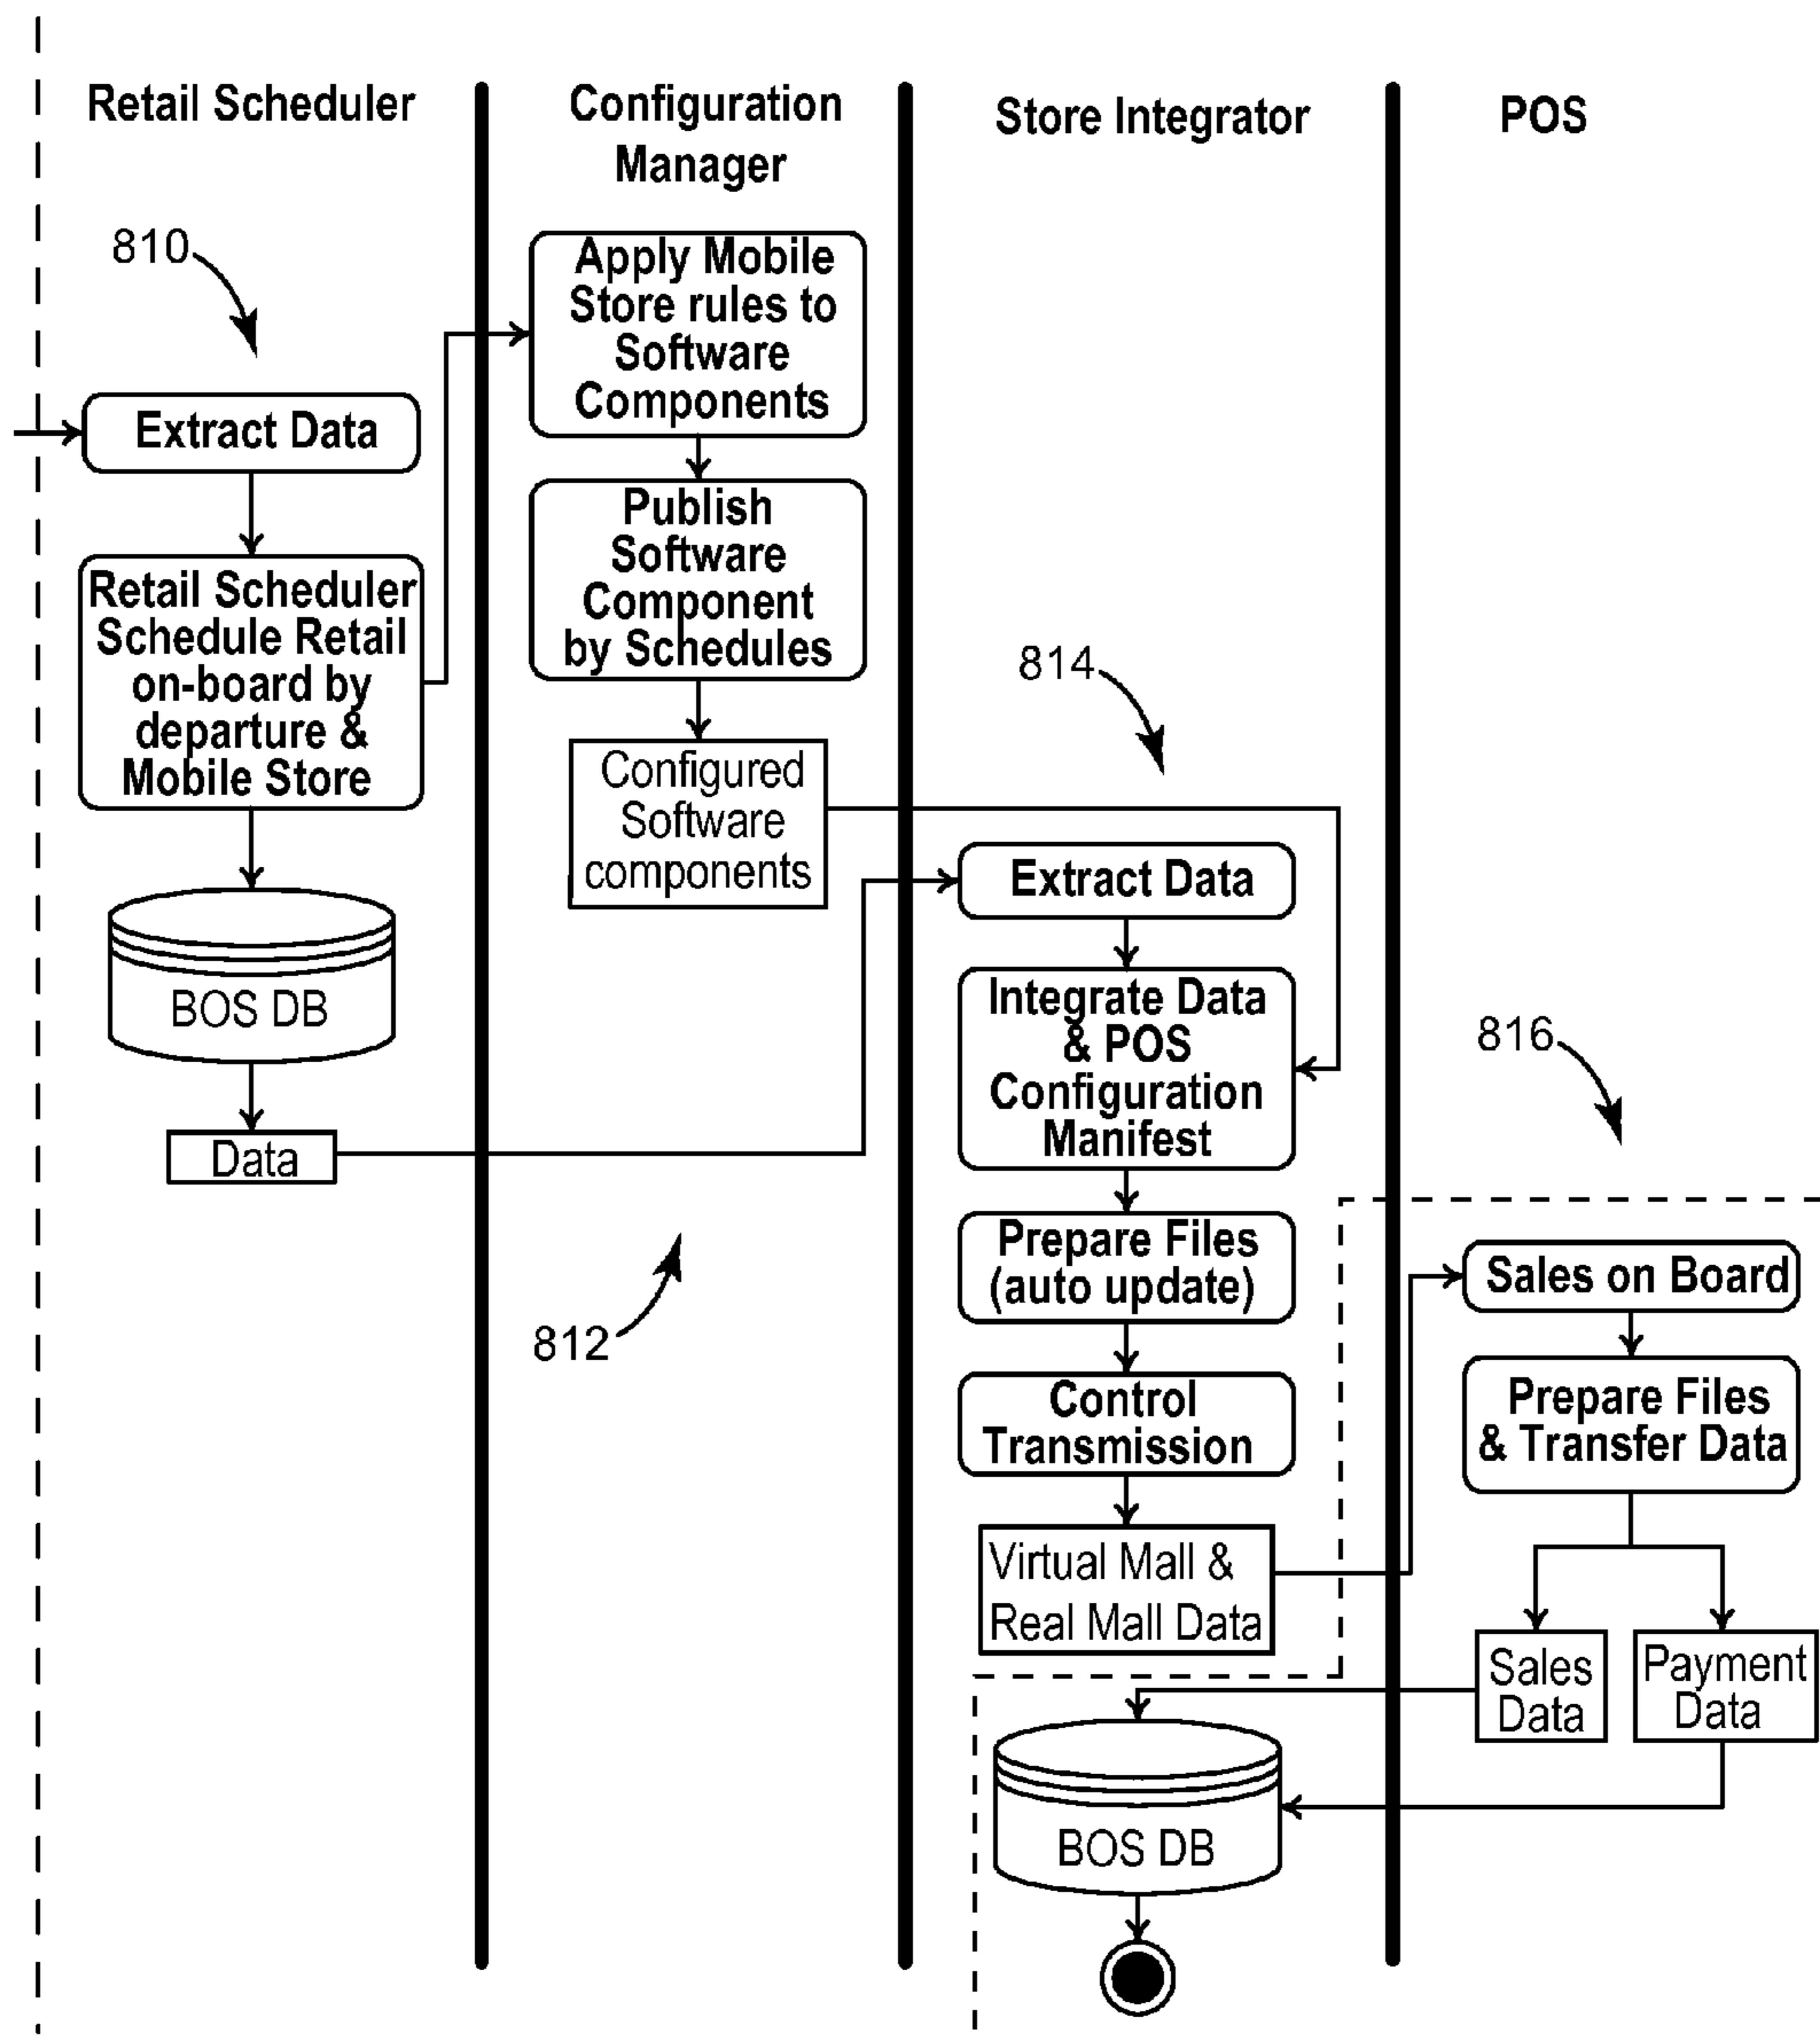 Retail Scheduler
810
Extract Data
Retail Scheduler
Schedule Retail
on-board by
departure &
Mobile Store
BOS DB
Data
Configuration
Manager
Apply Mobile
Store rules to
Software
Components
Publish
Software
Component
by Schedules
Configured
Software
components
812
Store Integrator
814
Extract Data
Integrate Data
& POS
Configuration
Manifest
Prepare Files
(auto update)
Control
Transmission
Virtual Mall &
Real Mall Data
BOS DB
POS
816
Sales on Board
Prepare Files
& Transfer Data
Sales
Data
Payment
Data